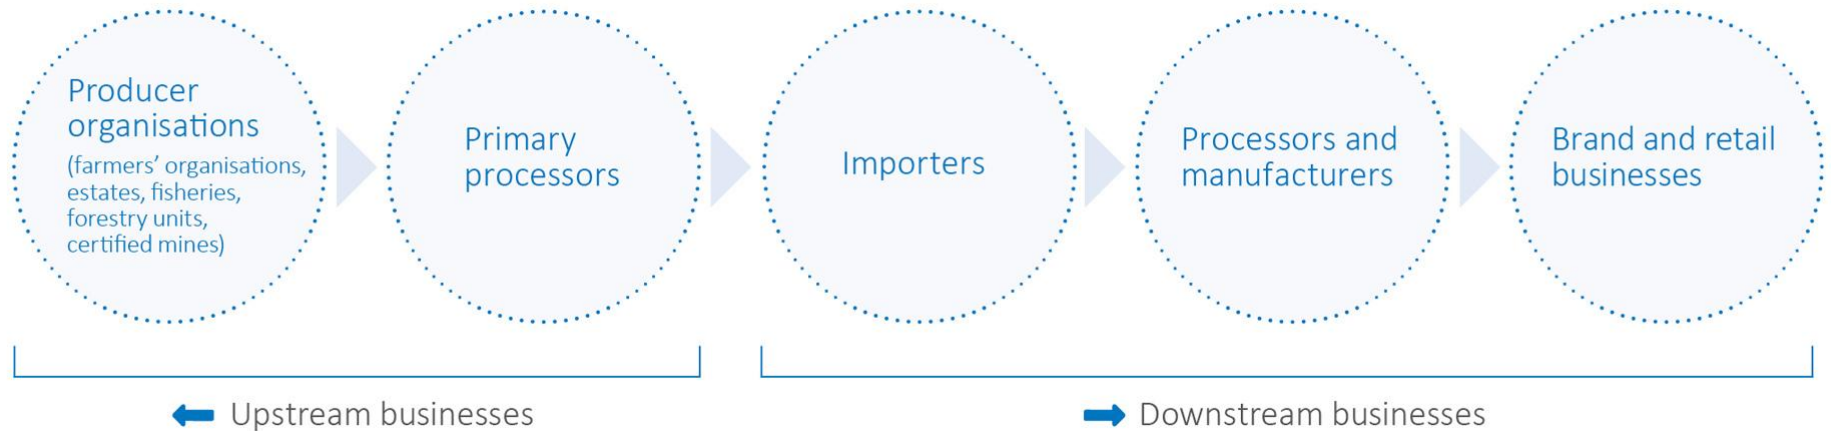 Producer
organisations
(farmers’ organisations,
estates, fisheries,
forestry units,
certified mines)
Primary
processors
Importers
Processors and
manufacturers
Brand and retail
businesses
Upstream businesses
Downstream businesses